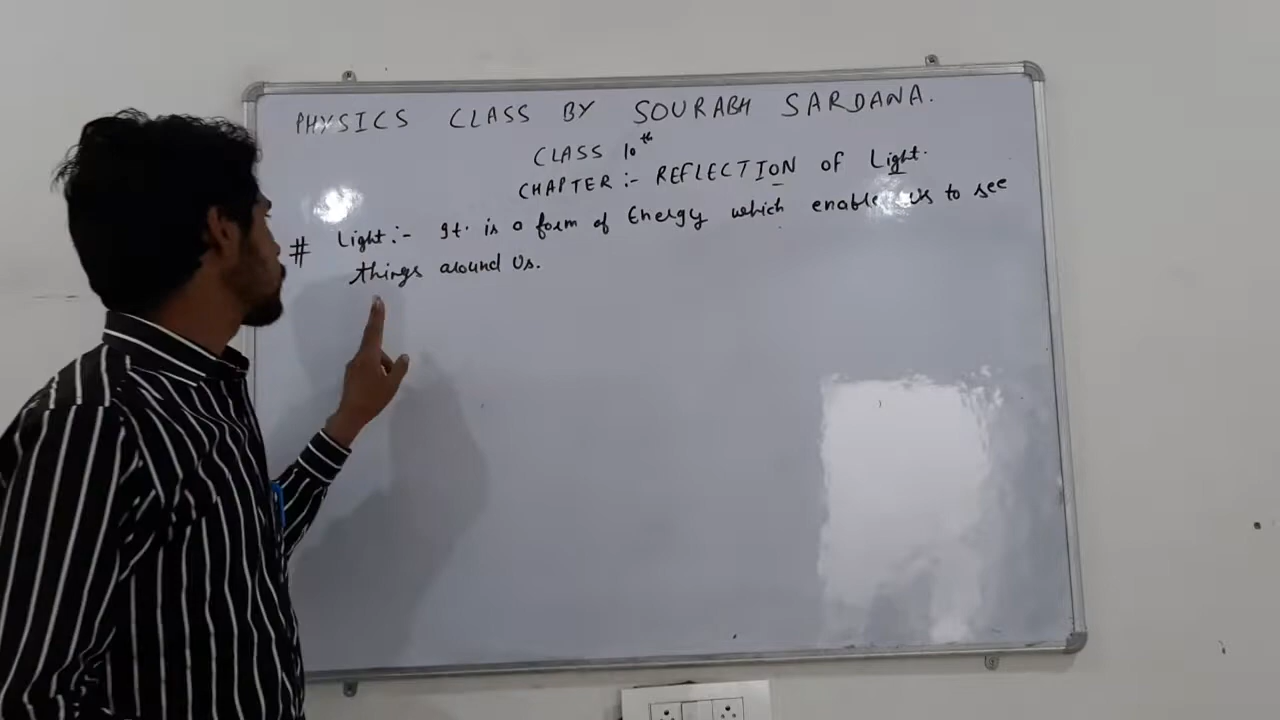 PHYSICS CLASS BY SOURABH SARDANA.
CLASS 10th
CHAPTER :- REFLECTION of Light.
# Light :- It. is a form of Energy which enable us to see
things around Us.